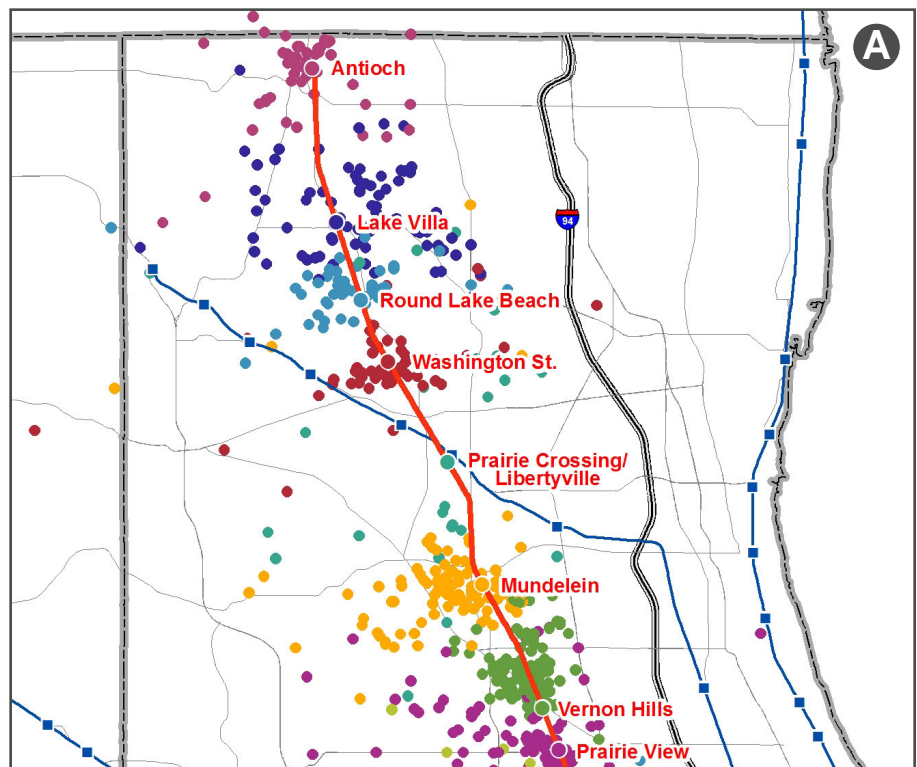 A
Antioch
94
Lake Villa
Round Lake Beach
Washington St.
Prairie Crossing/
Libertyville
Mundelein
Vernon Hills
Prairie View